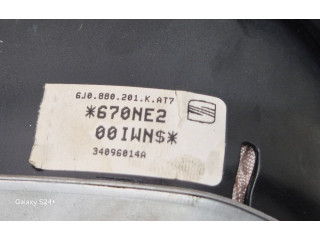 6J0.880.201.K.AT7
*670NE2
00IWN$*
34096014A
Galaxy S24+